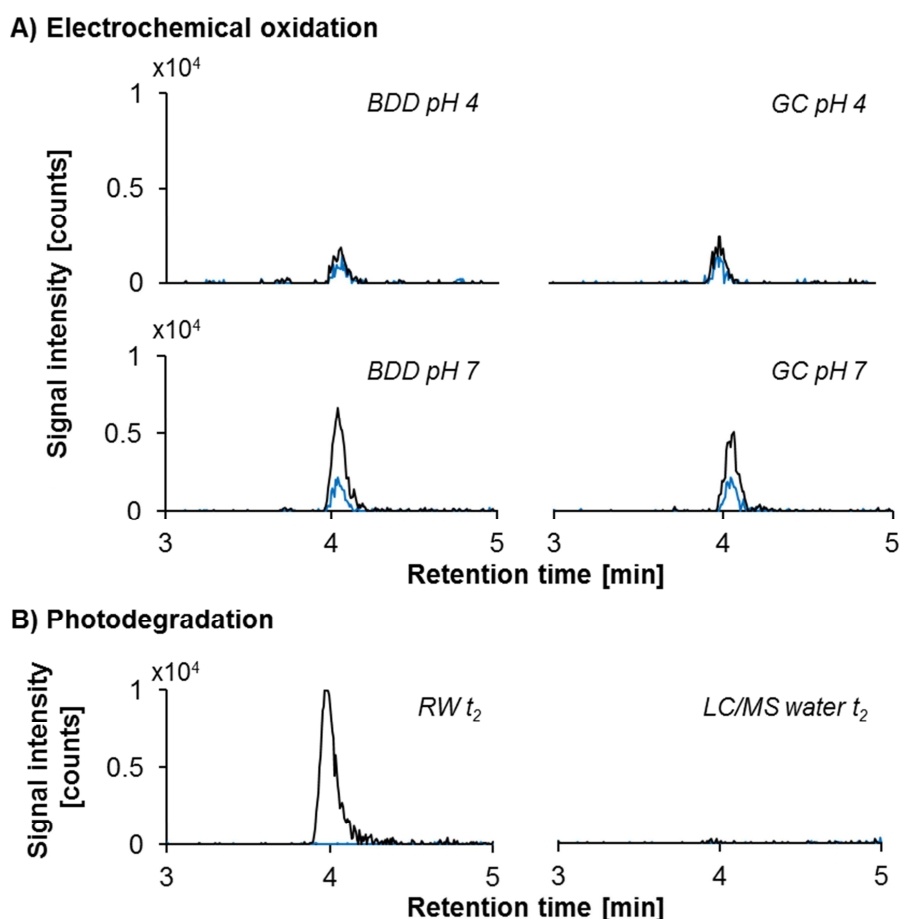 A) Electrochemical oxidation
x10⁴
1
0.5
0
BDD pH 4
GC pH 4
Signal intensity [counts]
x10⁴
1
0.5
0
BDD pH 7
GC pH 7
3 4 5 3 4 5
Retention time [min]
B) Photodegradation
x10⁴
1
0.5
0
Signal intensity
[counts]
RW t₂
LC/MS water t₂
3 4 5 3 4 5
Retention time [min]